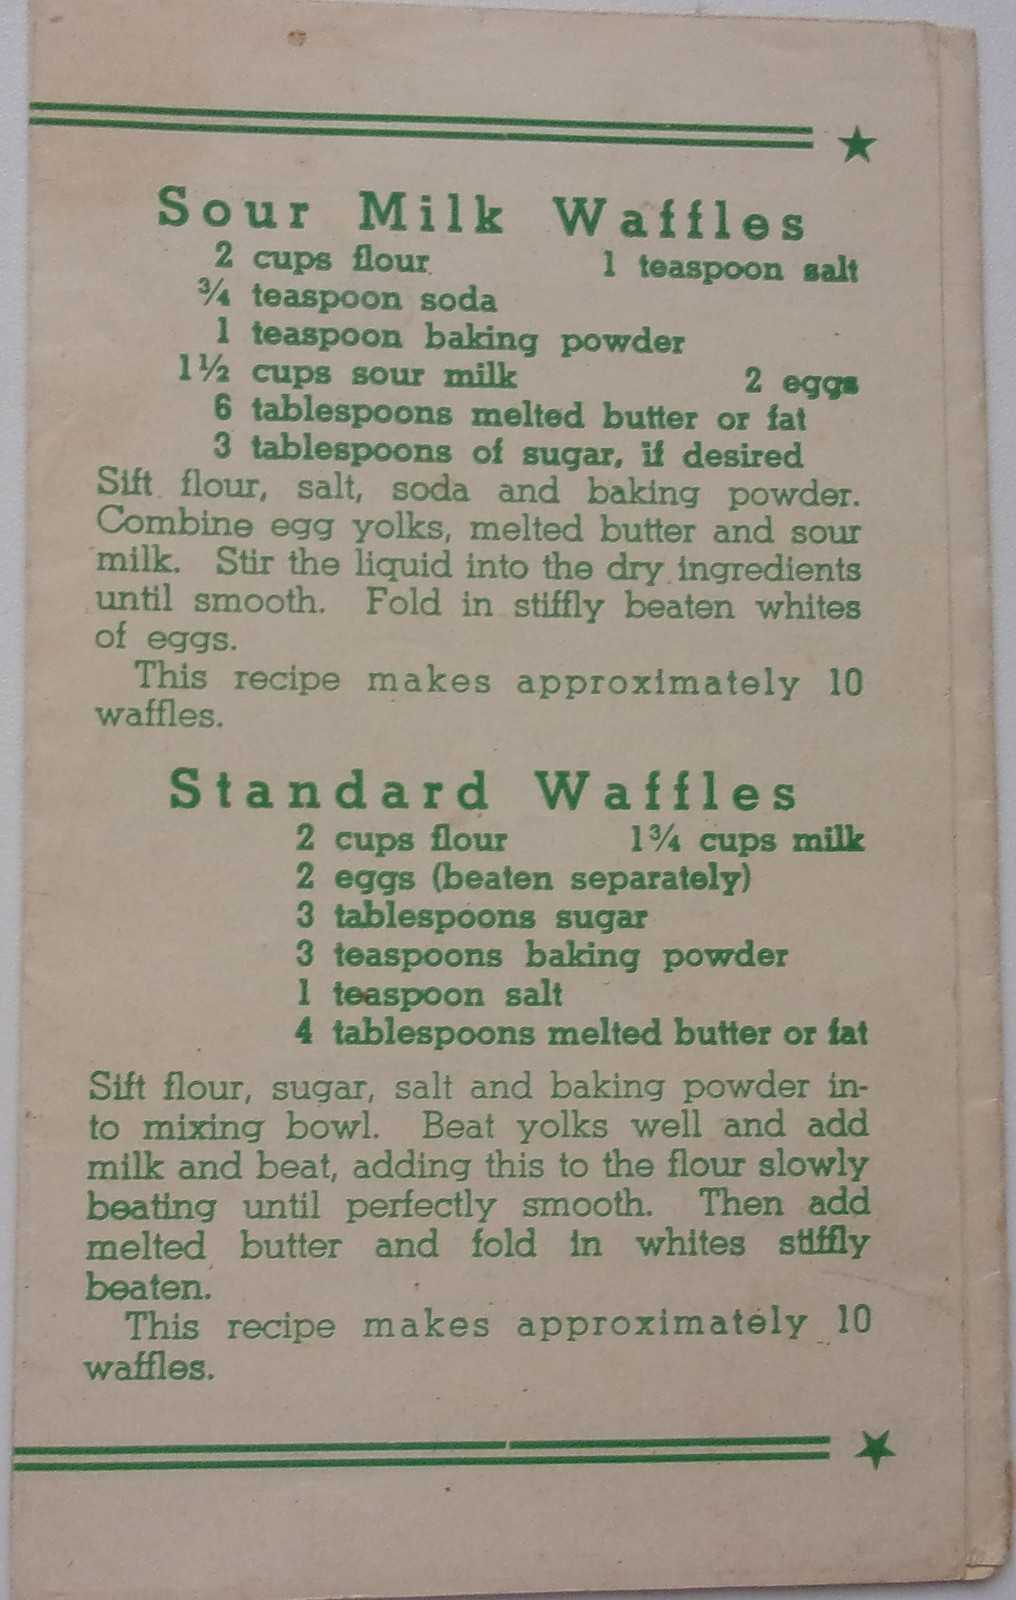 Sour Milk Waffles
2 cups flour 1 teaspoon salt
¾ teaspoon soda
1 teaspoon baking powder
1½ cups sour milk 2 eggs
6 tablespoons melted butter or fat
3 tablespoons of sugar, if desired
Sift flour, salt, soda and baking powder.
Combine egg yolks, melted butter and sour
milk. Stir the liquid into the dry ingredients
until smooth. Fold in stiffly beaten whites
of eggs.
This recipe makes approximately 10
waffles.
Standard Waffles
2 cups flour 1¾ cups milk
2 eggs (beaten separately)
3 tablespoons sugar
3 teaspoons baking powder
1 teaspoon salt
4 tablespoons melted butter or fat
Sift flour, sugar, salt and baking powder in-
to mixing bowl. Beat yolks well and add
milk and beat, adding this to the flour slowly
beating until perfectly smooth. Then add
melted butter and fold in whites stiffly
beaten.
This recipe makes approximately 10
waffles.